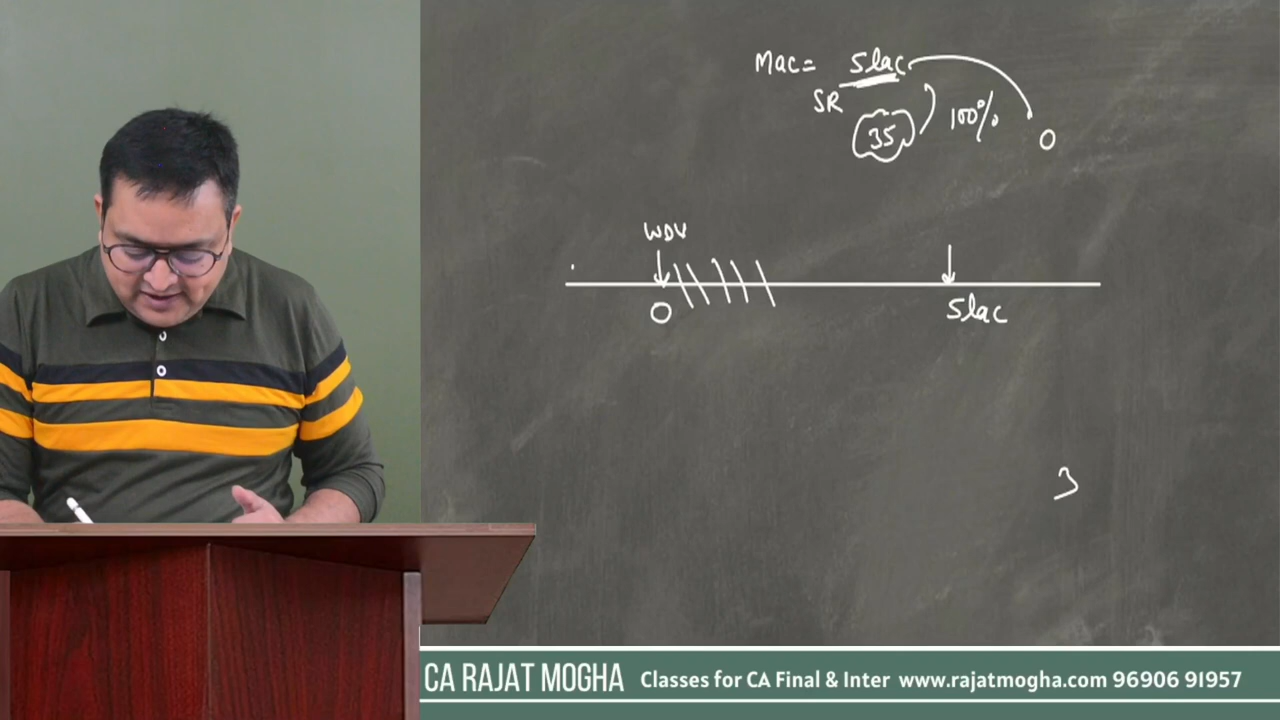 Mac = 5lac
SR
35 100% 0
WDV
0 5lac
3
CA RAJAT MOGHA Classes for CA Final & Inter www.rajatmogha.com 96906 91957